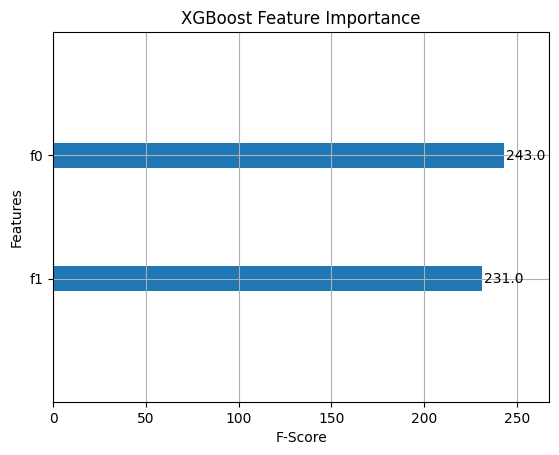 XGBoost Feature Importance
Features
f0
243.0
f1
231.0
0 50 100 150 200 250
F-Score